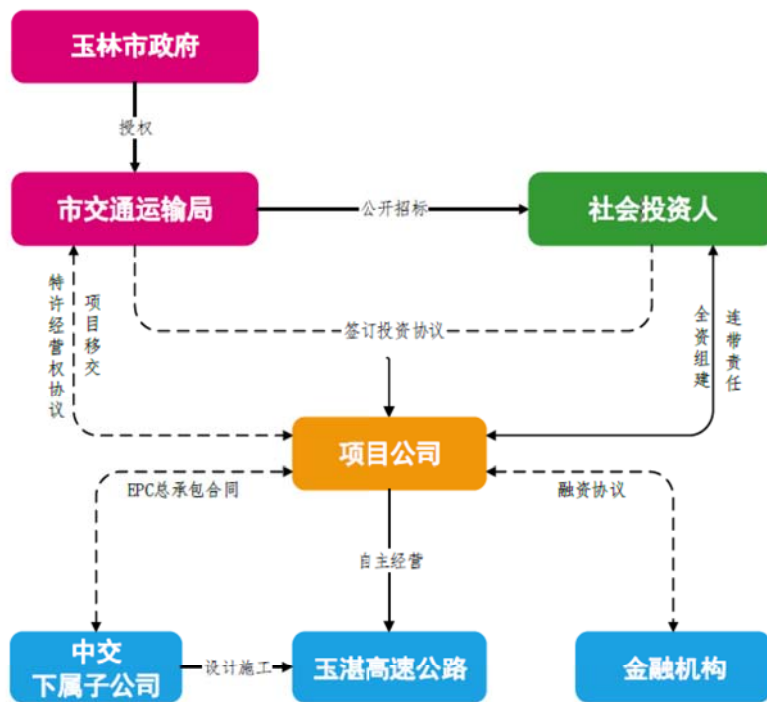 玉林市政府
授权
市交通运输局
公开招标
社会投资人
特许经营权协议
项目移交
签订投资协议
全资组建
连带责任
项目公司
EPC总承包合同
融资协议
自主经营
中交
下属子公司
设计施工
玉湛高速公路
金融机构